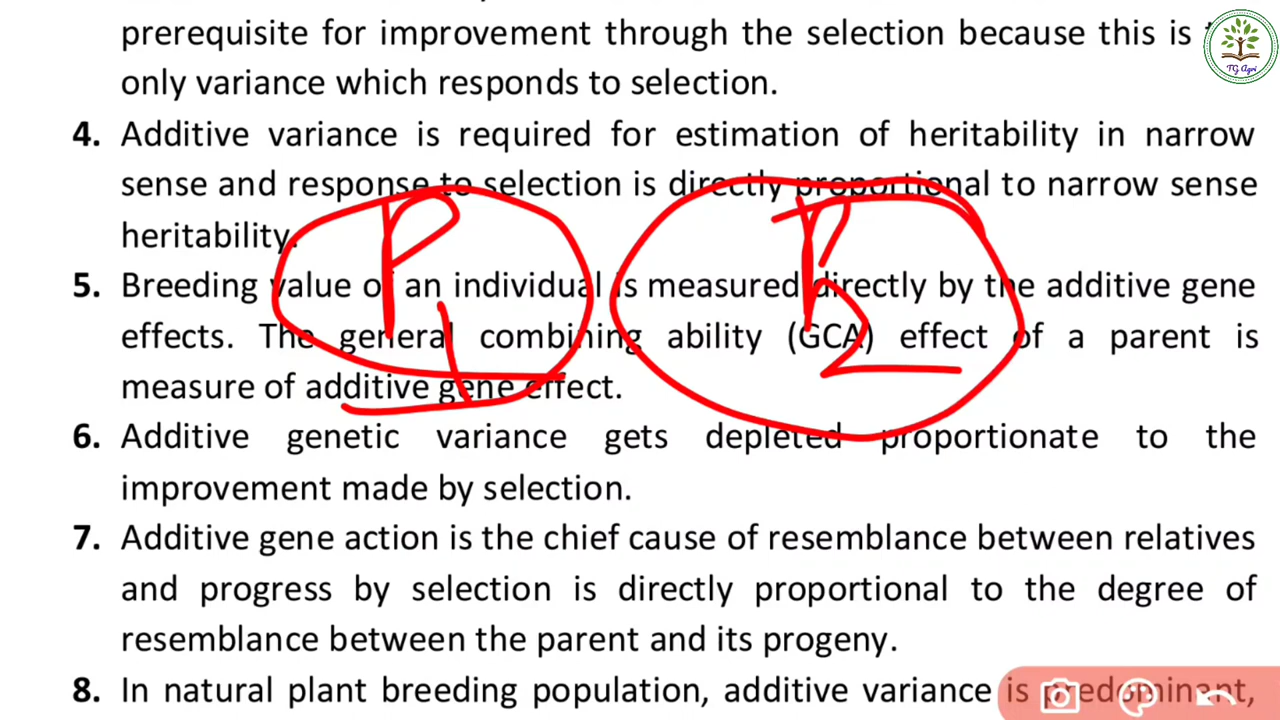 prerequisite for improvement through the selection because this is
only variance which responds to selection.
4. Additive variance is required for estimation of heritability in narrow
sense and response to selection is directly proportional to narrow sense
heritability.
5. Breeding value of an individual is measured directly by the additive gene
effects. The general combining ability (GCA) effect of a parent is
measure of additive gene effect.
6. Additive genetic variance gets depleted proportionate to the
improvement made by selection.
7. Additive gene action is the chief cause of resemblance between relatives
and progress by selection is directly proportional to the degree of
resemblance between the parent and its progeny.
8. In natural plant breeding population, additive variance is predominant,
P1
P2
TG Agri